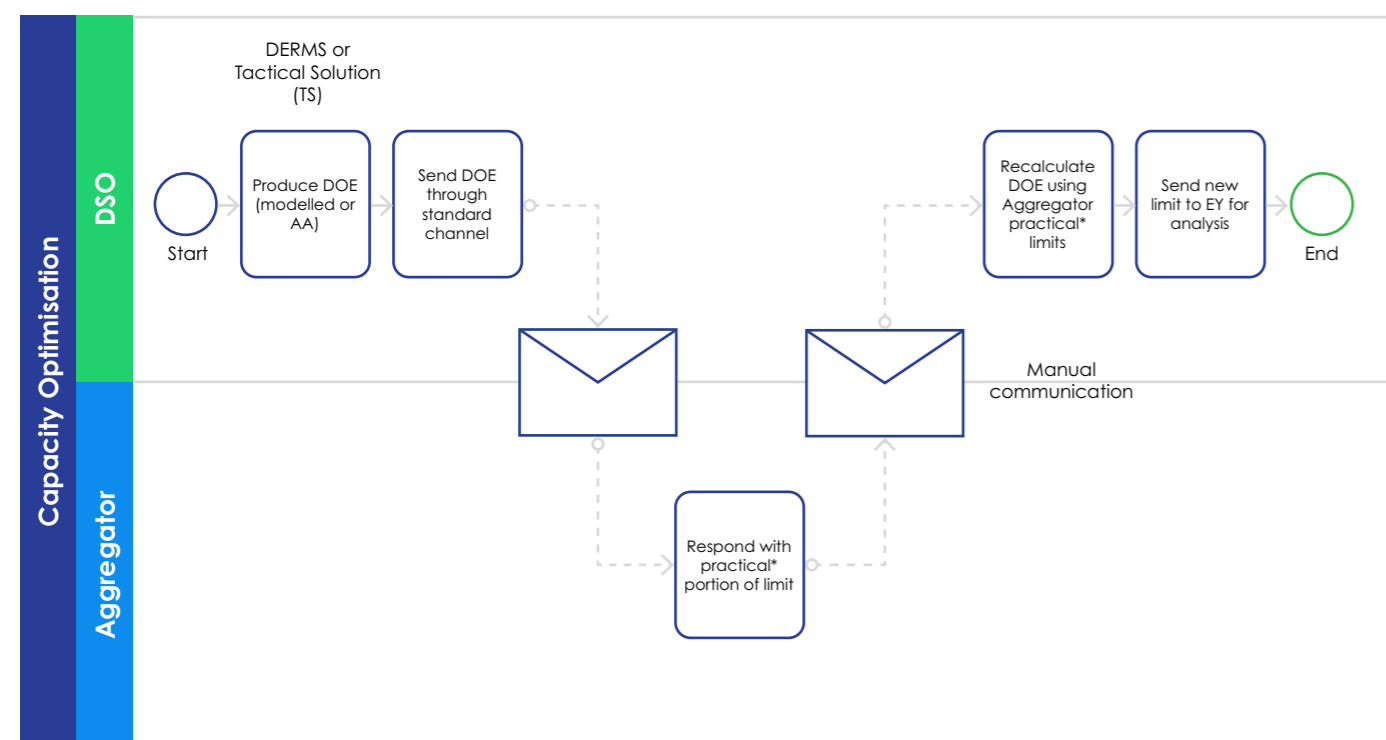 Capacity Optimisation
DSO
Aggregator
DERMS or
Tactical Solution
(TS)
Start
Produce DOE
(modelled or
AA)
Send DOE
through
standard
channel
Recalculate
DOE using
Aggregator
practical*
limits
Send new
limit to EY for
analysis
End
Manual
communication
Respond with
practical*
portion of limit